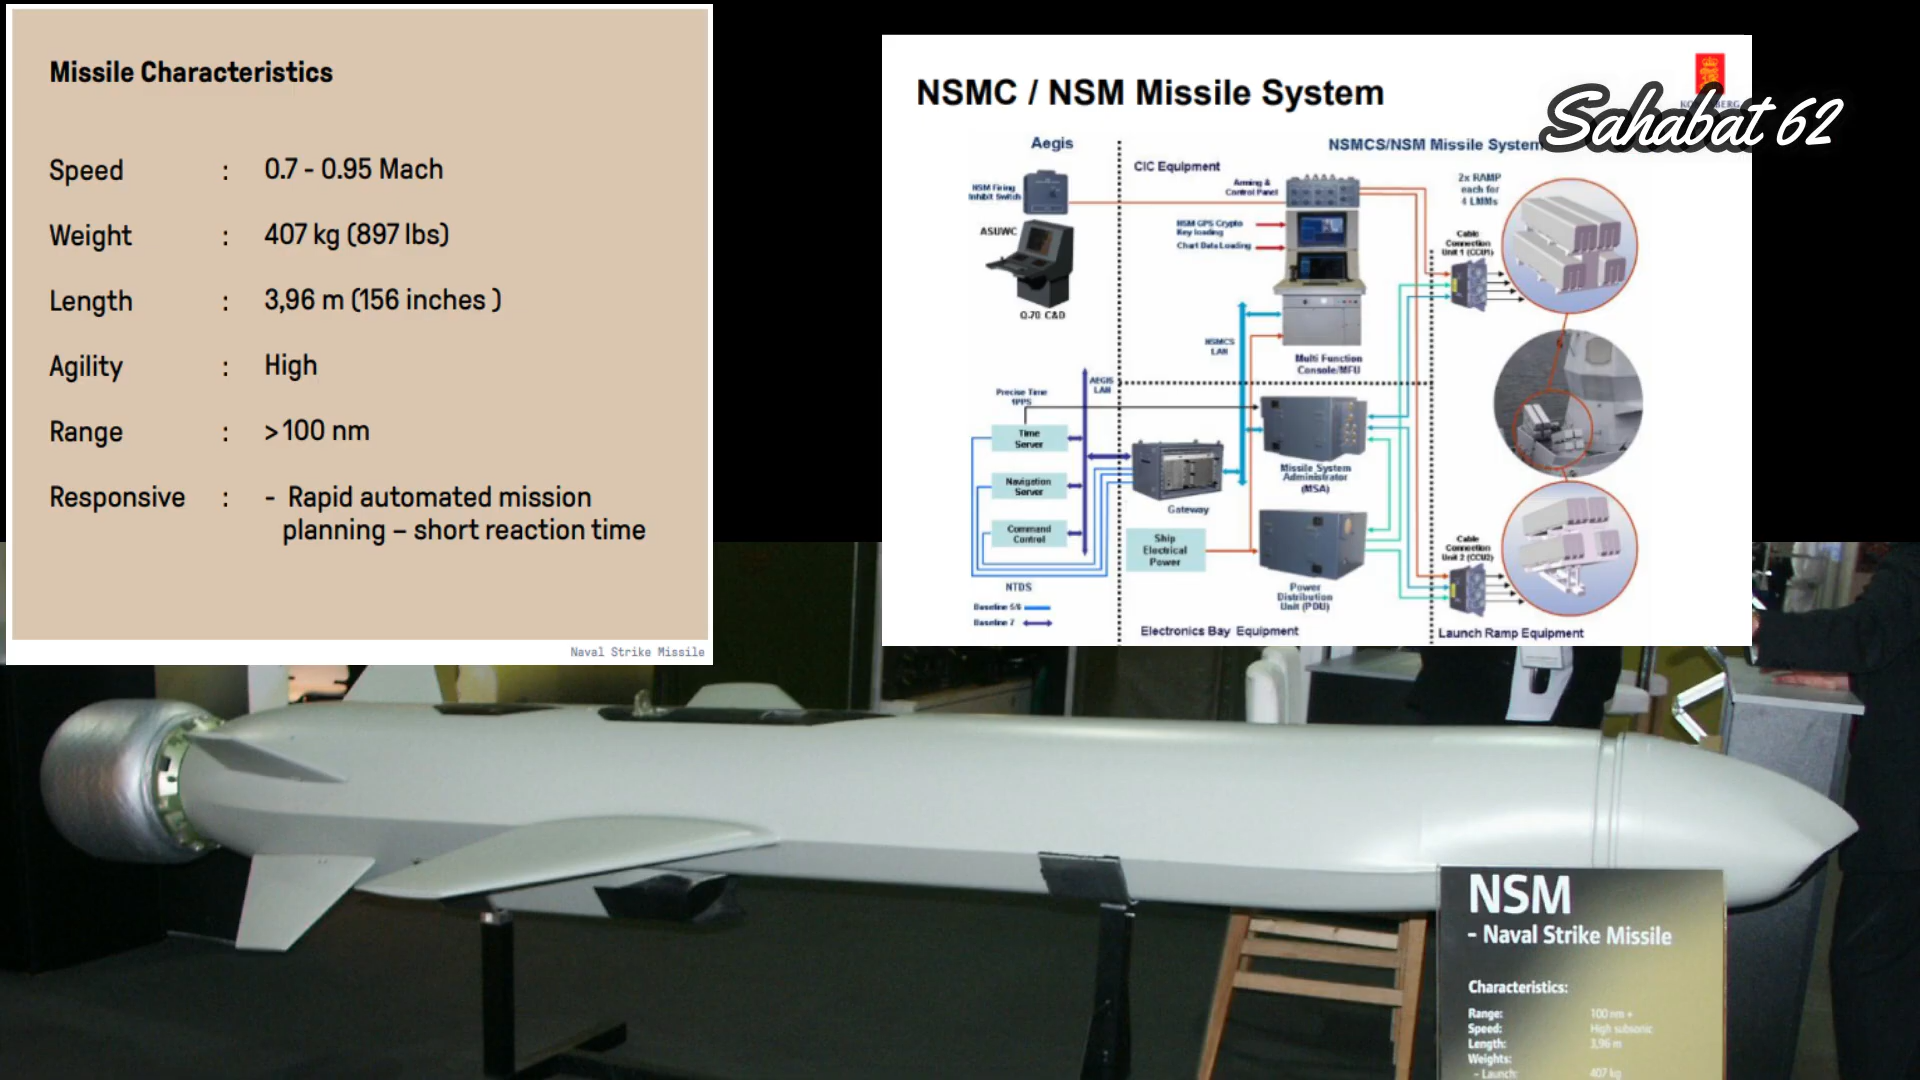 Missile Characteristics
Speed : 0.7 - 0.95 Mach
Weight : 407 kg (897 lbs)
Length : 3,96 m (156 inches )
Agility : High
Range : >100 nm
Responsive : - Rapid automated mission
planning – short reaction time
Naval Strike Missile
NSMC / NSM Missile System
Sahabat 62
Aegis
NSMCS/NSM Missile System
CIC Equipment
NSM Firing
Inhibit Switch
Arming &
Control Panel
2x RAMP
each for
4 LMMs
ASUWC
NSM GPS Crypto
Key loading
Chart Data Loading
Cable
Connection
Unit 1 (CCU1)
Q-70 C&D
NSMCS
LAN
Multi Function
Console/MFU
AEGIS
LAN
Precise Time
1PPS
Time
Server
Navigation
Server
Command
Control
Gateway
Missile System
Administrator
(MSA)
Ship
Electrical
Power
Power
Distribution
Unit (PDU)
Cable
Connection
Unit 2 (CCU2)
NTDS
Baseline 5/6
Baseline 7
Electronics Bay Equipment
Launch Ramp Equipment
NSM
- Naval Strike Missile
Characteristics:
Range: 100 nm +
Speed: High subsonic
Length: 3,96 m
Weights:
- Launch: 407 kg